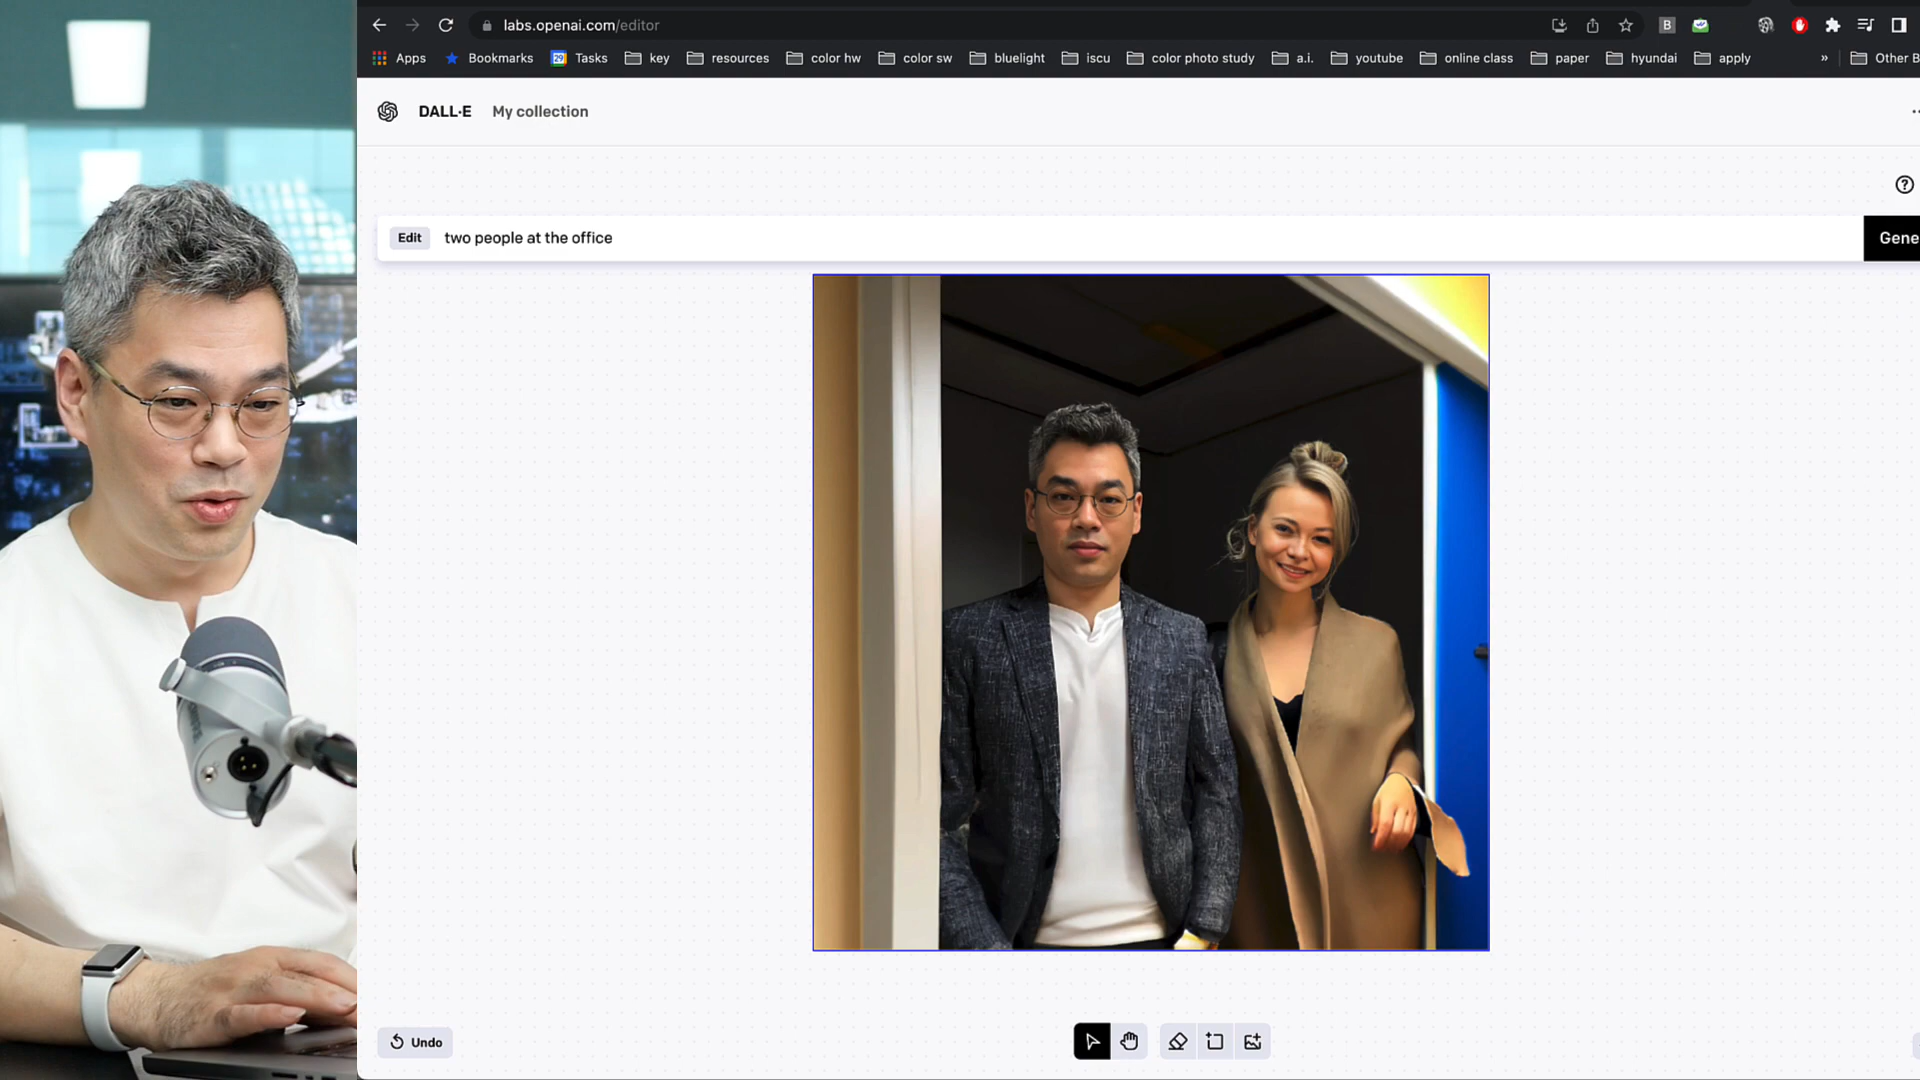 labs.openai.com/editor
B
Apps Bookmarks 29 Tasks key resources color hw color sw bluelight iscu color photo study a.i. youtube online class paper hyundai apply » Other B
DALL·E My collection
?
Edit two people at the office Gene
Undo